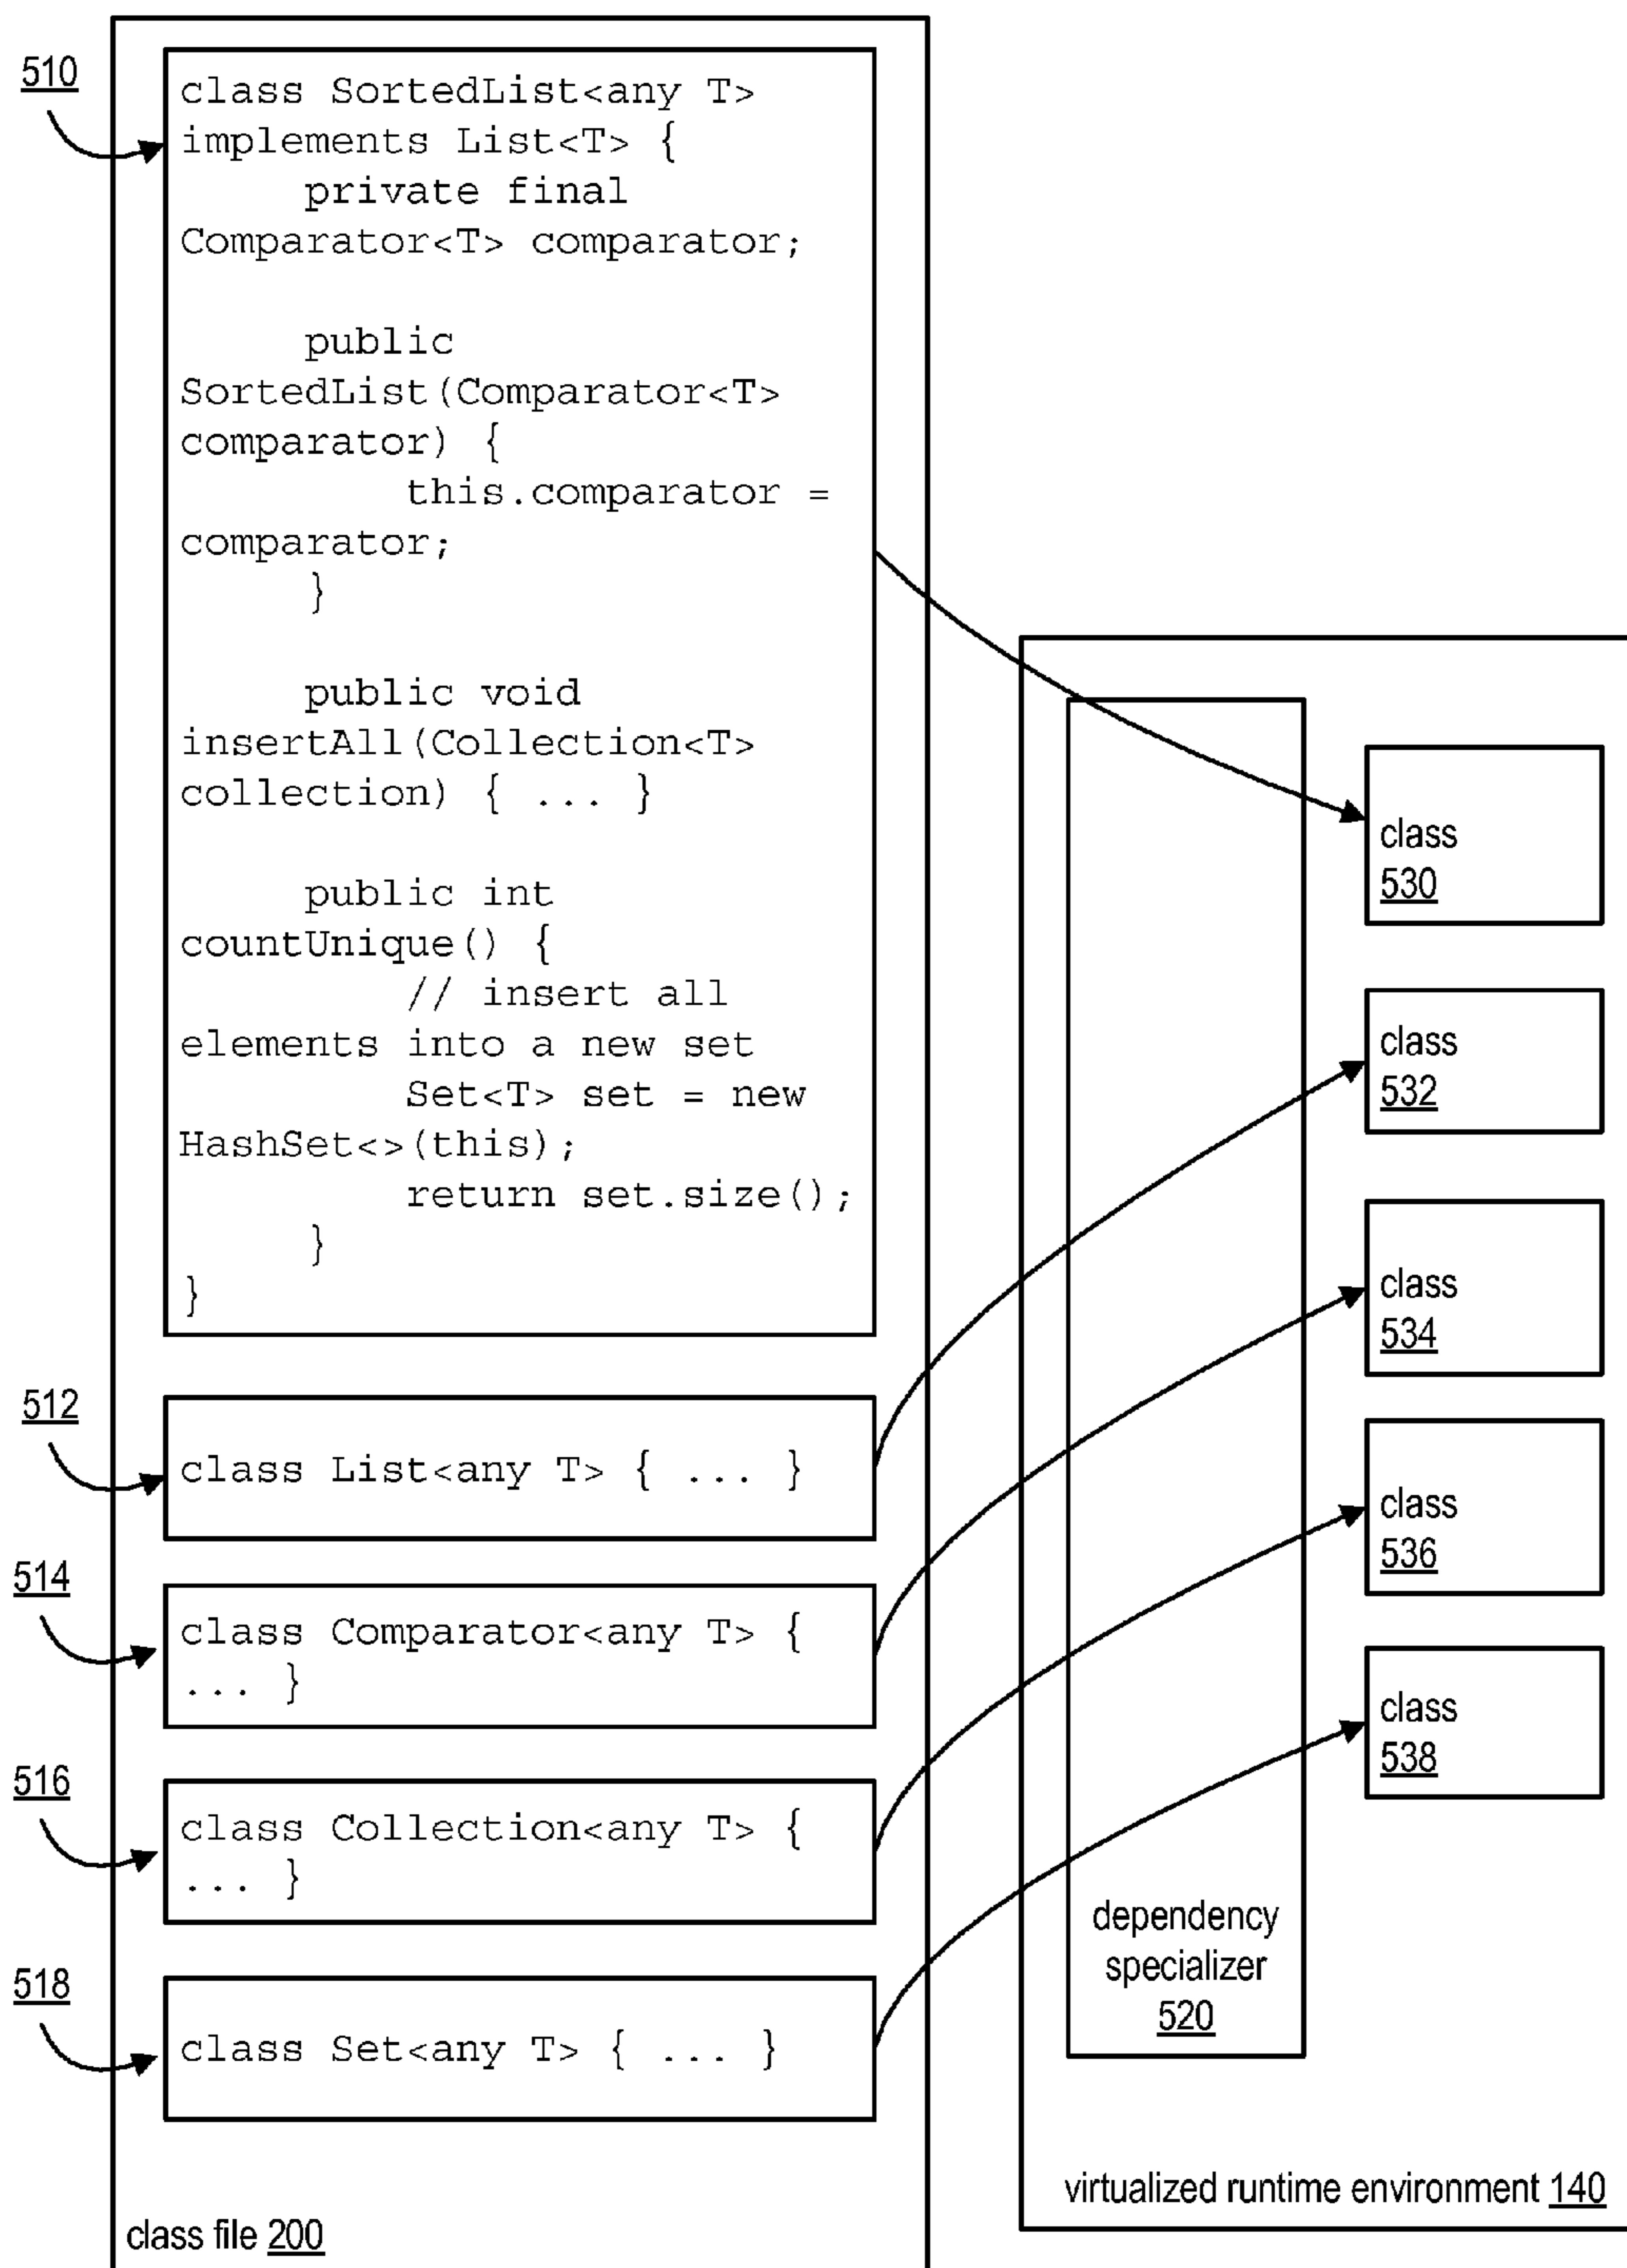 510
class SortedList<any T>
implements List<T> {
private final
Comparator<T> comparator;
public
SortedList(Comparator<T>
comparator) {
this.comparator =
comparator;
}
public void
insertAll(Collection<T>
collection) { ... }
public int
countUnique() {
// insert all
elements into a new set
Set<T> set = new
HashSet<>(this);
return set.size();
}
}
512
class List<any T> { ... }
514
class Comparator<any T> {
... }
516
class Collection<any T> {
... }
518
class Set<any T> { ... }
class file 200
dependency
specializer
520
class
530
class
532
class
534
class
536
class
538
virtualized runtime environment 140